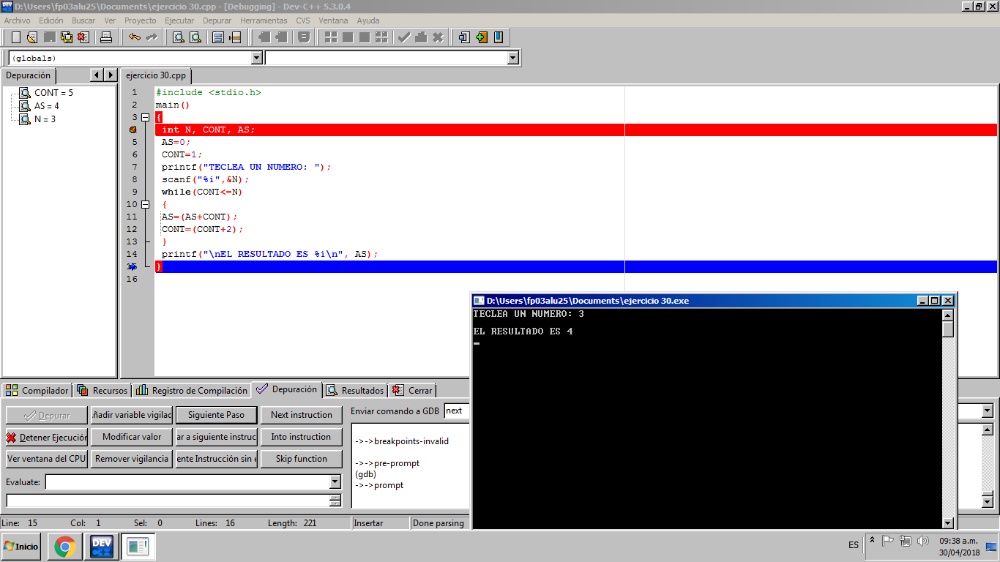 D:\Users\fp03alu25\Documents\ejercicio 30.cpp - [Debugging] - Dev-C++ 5.3.0.4
Archivo Edición Buscar Ver Proyecto Ejecutar Depurar Herramientas CVS Ventana Ayuda
(globals)
Depuración
ejercicio 30.cpp
CONT = 5
AS = 4
N = 3
1 #include <stdio.h>
2 main()
3 {
int N, CONT, AS;
5 AS=0;
6 CONT=1;
7 printf("TECLEA UN NUMERO: ");
8 scanf("%i",&N);
9 while(CONT<=N)
10 {
11 AS=(AS+CONT);
12 CONT=(CONT+2);
13 }
14 printf("\nEL RESULTADO ES %i\n", AS);
15 }
16
D:\Users\fp03alu25\Documents\ejercicio 30.exe
TECLEA UN NUMERO: 3
EL RESULTADO ES 4
Compilador Recursos Registro de Compilación Depuración Resultados Cerrar
Depurar ñadir variable vigilac Siguiente Paso Next instruction
Detener Ejecución Modificar valor ar a siguiente instruc Into instruction
Ver ventana del CPU Remover vigilancia ente Instrucción sin e Skip function
Evaluate:
Enviar comando a GDB next
->->breakpoints-invalid
->->pre-prompt
(gdb)
->->prompt
Line: 15 Col: 1 Sel: 0 Lines: 16 Length: 221 Insertar Done parsing
Inicio
DEV C++
ES
09:38 a.m.
30/04/2018